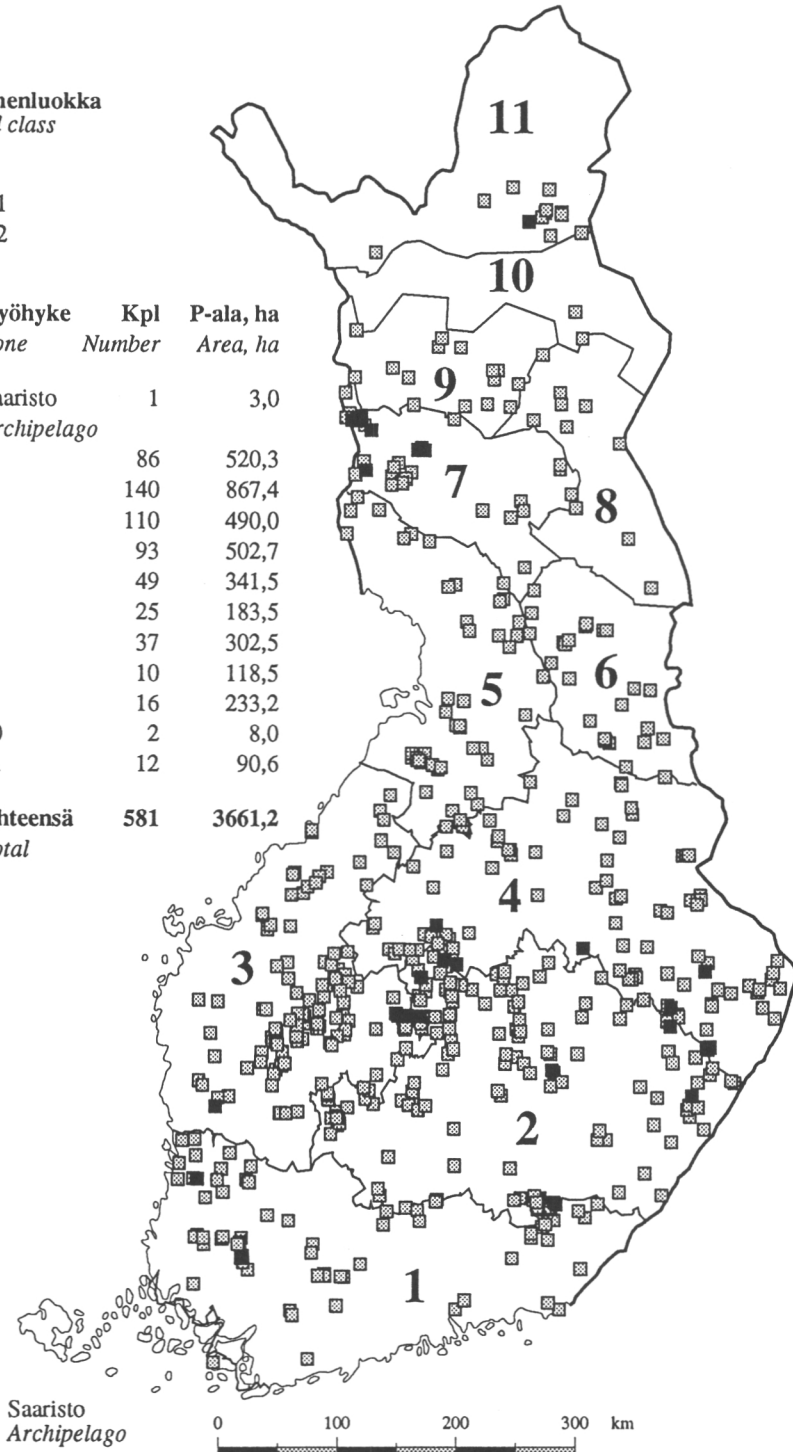 menluokka
l class
1
2
yöhyke Kpl P-ala, ha
one Number Area, ha
aaristo 1 3,0
rchipelago
86 520,3
140 867,4
110 490,0
93 502,7
49 341,5
25 183,5
37 302,5
10 118,5
16 233,2
0 2 8,0
12 90,6
hteensä 581 3661,2
otal
11
10
9
7
8
5
6
4
3
2
1
Saaristo
Archipelago
0 100 200 300 km